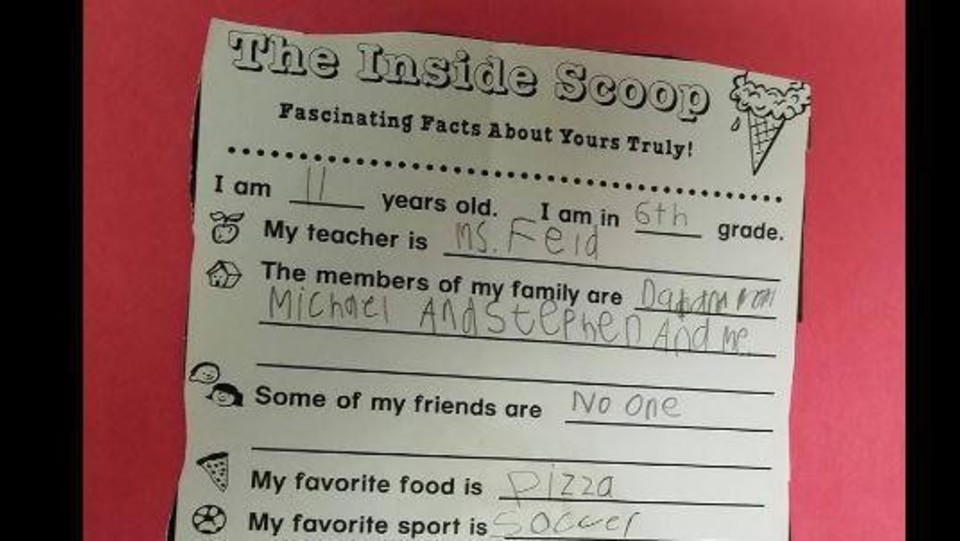 The Inside Scoop
Fascinating Facts About Yours Truly!
I am 11 years old. I am in 6th grade.
My teacher is Ms. Feid
The members of my family are Dad and Mom
Michael And Stephen And me.
Some of my friends are No one
My favorite food is pizza
My favorite sport is soccer